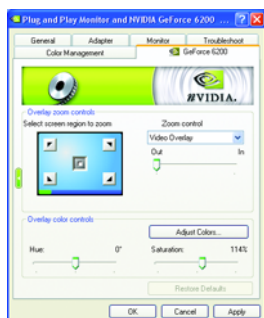 Plug and Play Monitor and NVIDIA GeForce 6200 ...
General Adapter Monitor Troubleshoot
Color Management GeForce 6200
NVIDIA.
Overlay zoom controls
Select screen region to zoom:
Zoom control
Video Overlay
Out In
Overlay color controls
Adjust Colors...
Hue: 0° Saturation: 114%
Restore Defaults
OK Cancel Apply